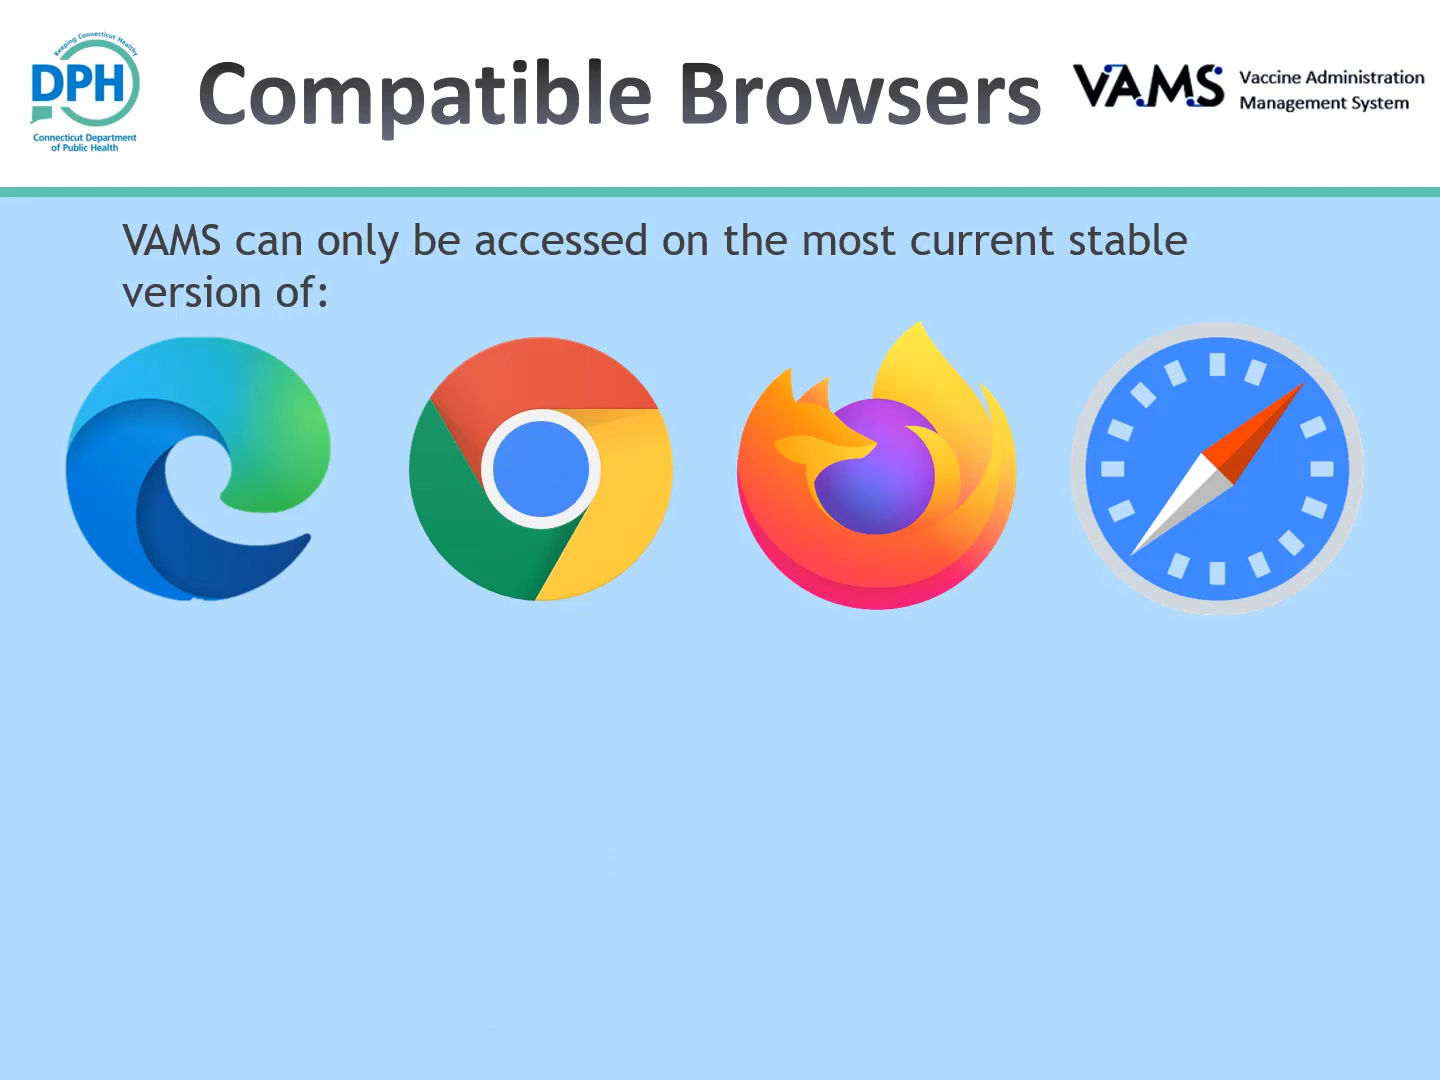 Keeping Connecticut Healthy
DPH
Connecticut Department
of Public Health
Compatible Browsers
VAMS
Vaccine Administration
Management System
VAMS can only be accessed on the most current stable
version of: